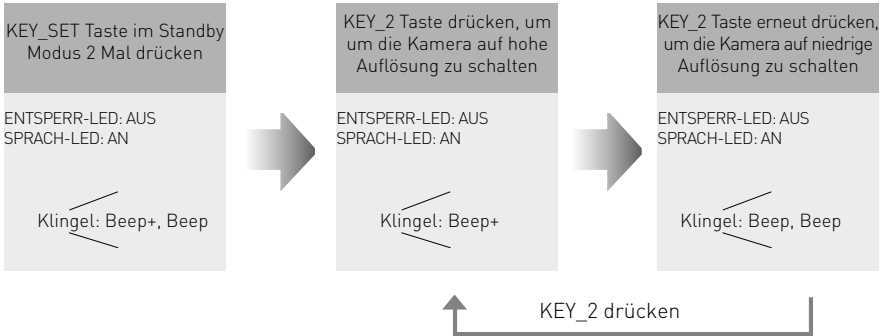 KEY_SET Taste im Standby
Modus 2 Mal drücken
ENTSPERR-LED: AUS
SPRACH-LED: AN
Klingel: Beep+, Beep
KEY_2 Taste drücken, um
um die Kamera auf hohe
Auflösung zu schalten
ENTSPERR-LED: AUS
SPRACH-LED: AN
Klingel: Beep+
KEY_2 Taste erneut drücken,
um die Kamera auf niedrige
Auflösung zu schalten
ENTSPERR-LED: AUS
SPRACH-LED: AN
Klingel: Beep, Beep
KEY_2 drücken